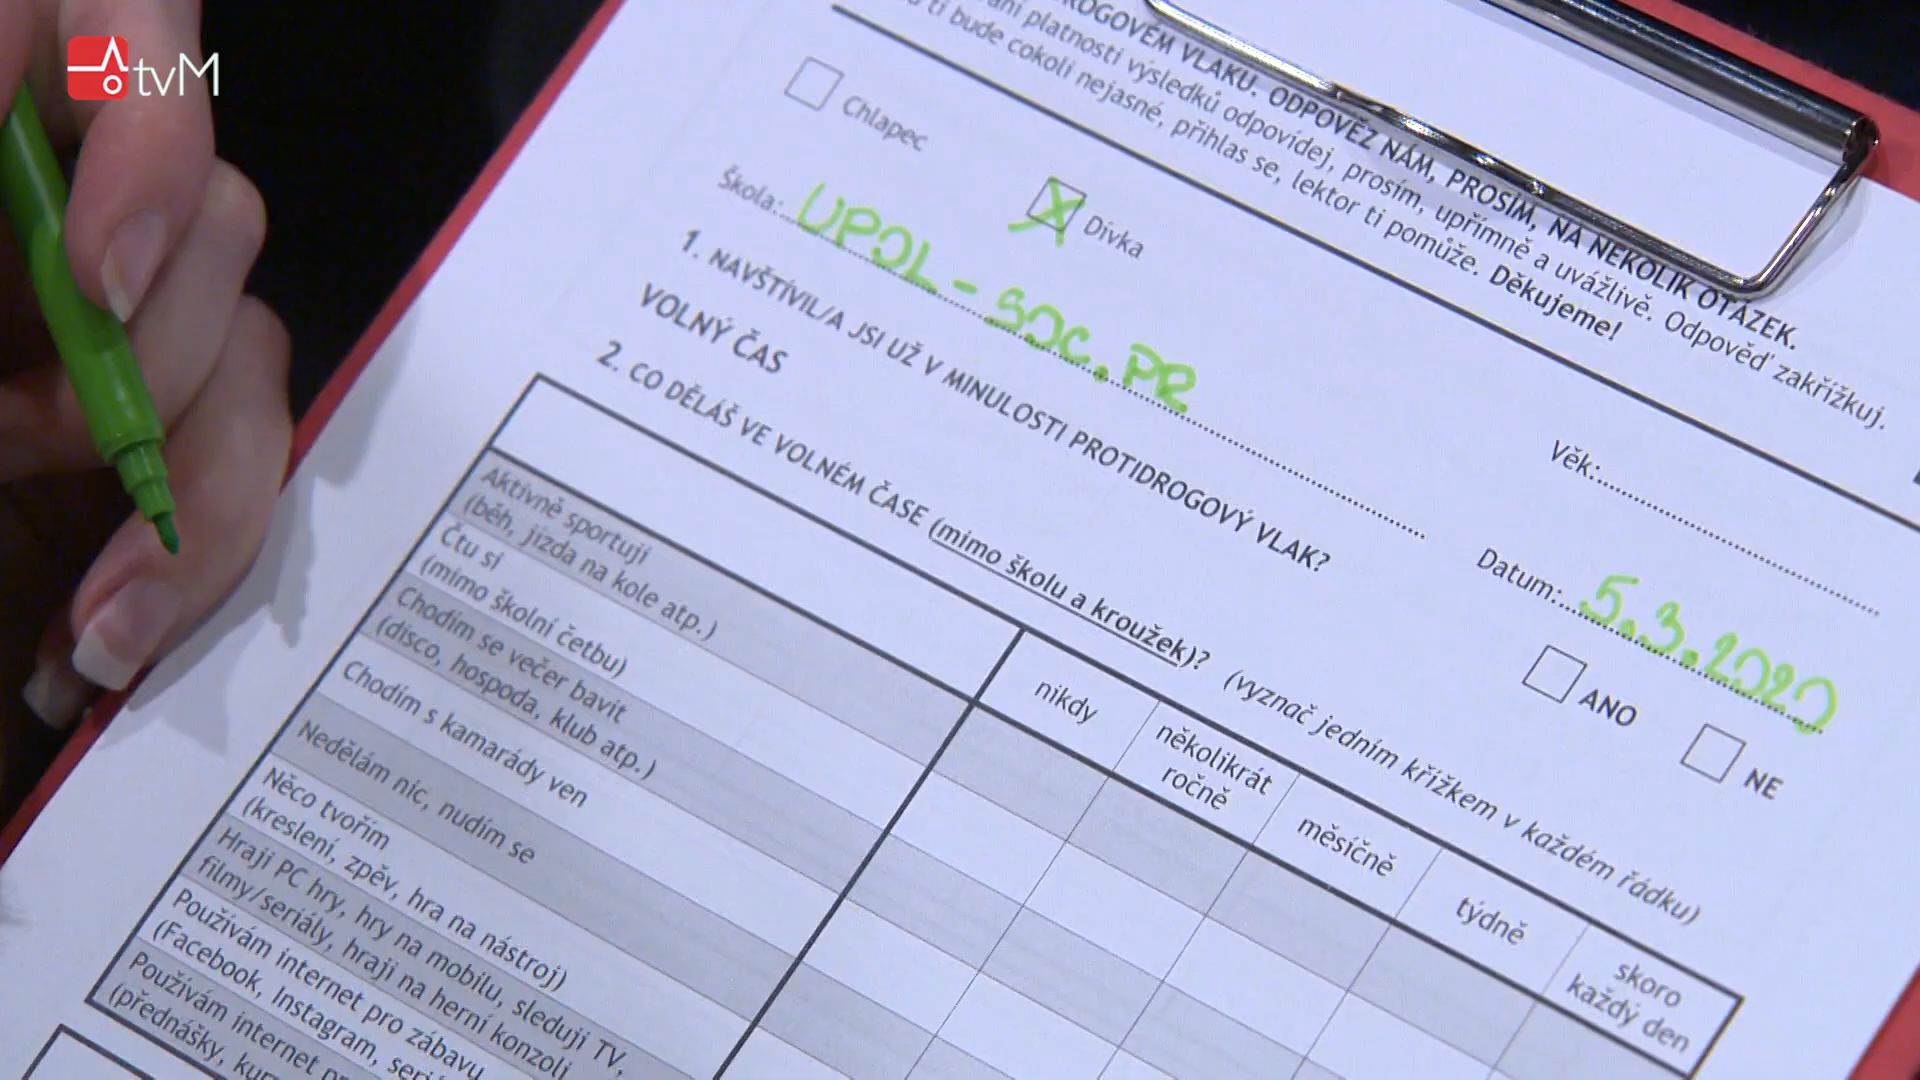 tvM
ROGOVÉM VLAKU. ODPOVĚZ NÁM, PROSÍM, NA NĚKOLIK OTÁZEK.
platnosti výsledků odpovídej, prosím, upřímně a uvážlivě. Odpověď zakřížkuj.
ti bude cokoli nejasné, přihlas se, lektor ti pomůže. Děkujeme!
Chlapec
X Dívka
Věk:
Škola: UPOL - SOC. PR
Datum: 5.3.2020
1. NAVŠTÍVIL/A JSI UŽ V MINULOSTI PROTIDROGOVÝ VLAK?
ANO
NE
VOLNÝ ČAS
2. CO DĚLÁŠ VE VOLNÉM ČASE (mimo školu a kroužek)? (vyznač jedním křížkem v každém řádku)
nikdy
několikrát
ročně
měsíčně
týdně
skoro
každý den
Aktivně sportuji
(běh, jízda na kole atp.)
Čtu si
(mimo školní četbu)
Chodím se večer bavit
(disco, hospoda, klub atp.)
Chodím s kamarády ven
Nedělám nic, nudím se
Něco tvořím
(kreslení, zpěv, hra na nástroj)
Hraji PC hry, hry na mobilu, sleduji TV,
filmy/seriály, hraji na herní konzoli
Používám internet pro zábavu
(Facebook, Instagram, seri
Používám internet pr
(přednášky, kur